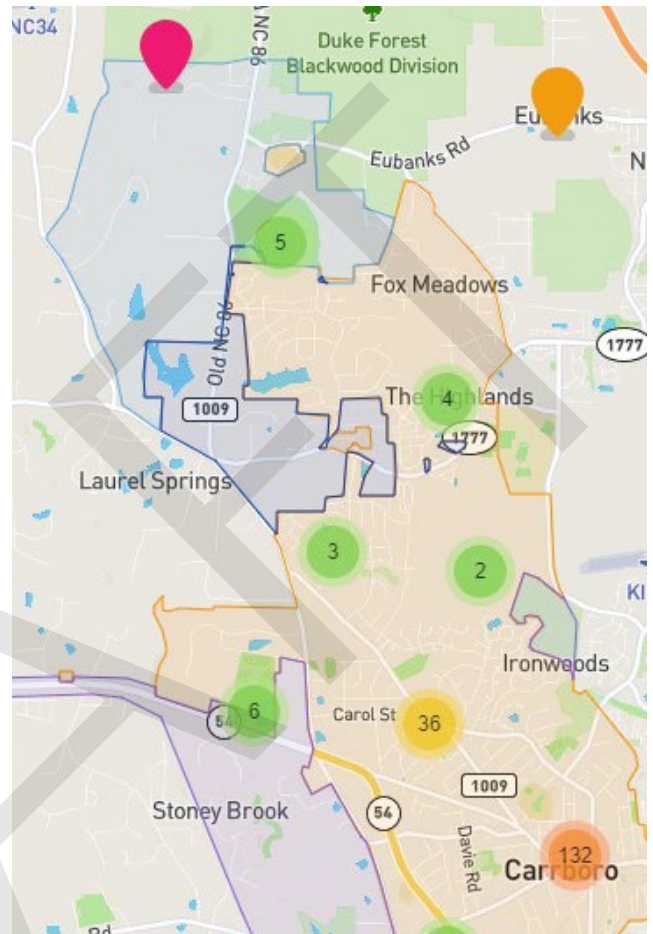 NC34
NC 86
Duke Forest
Blackwood Division
Eubanks
Eubanks Rd
N
5
Fox Meadows
Old NC 86
1777
4
The Highlands
1009
1777
Laurel Springs
3
2
KI
Ironwoods
6
54
Carol St
36
1009
Stoney Brook
54
Davie Rd
132
Carrboro
Rd